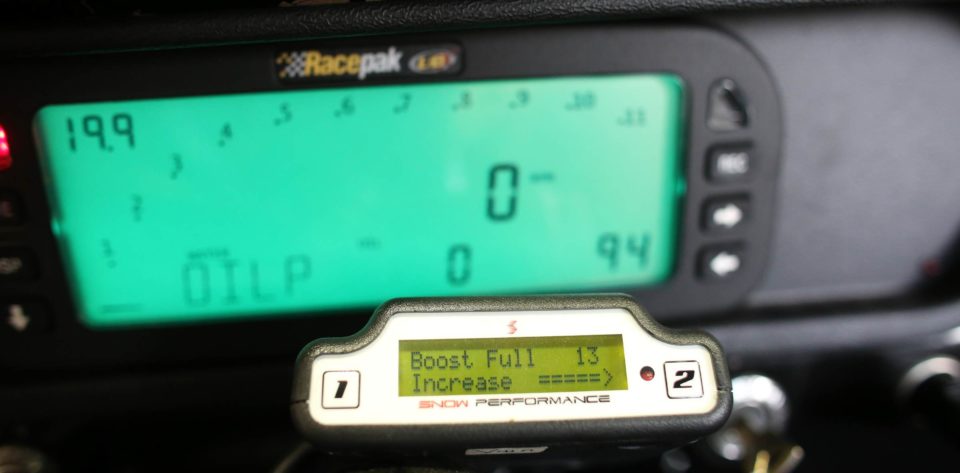 Racepak
19.9
.4 .5 .6 .7 .8 .9 .10 .11
3
2
0
OILP 0 94
REC
Boost Full 13
Increase =====>
1
2
SNOW PERFORMANCE